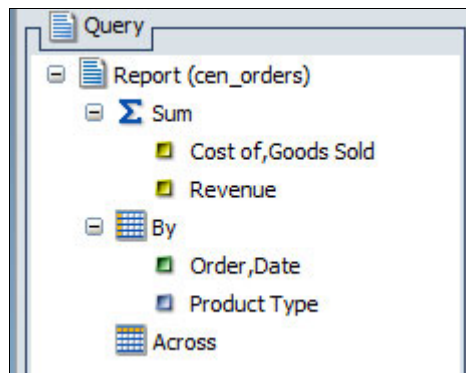 Query
Report (cen_orders)
Sum
Cost of,Goods Sold
Revenue
By
Order,Date
Product Type
Across